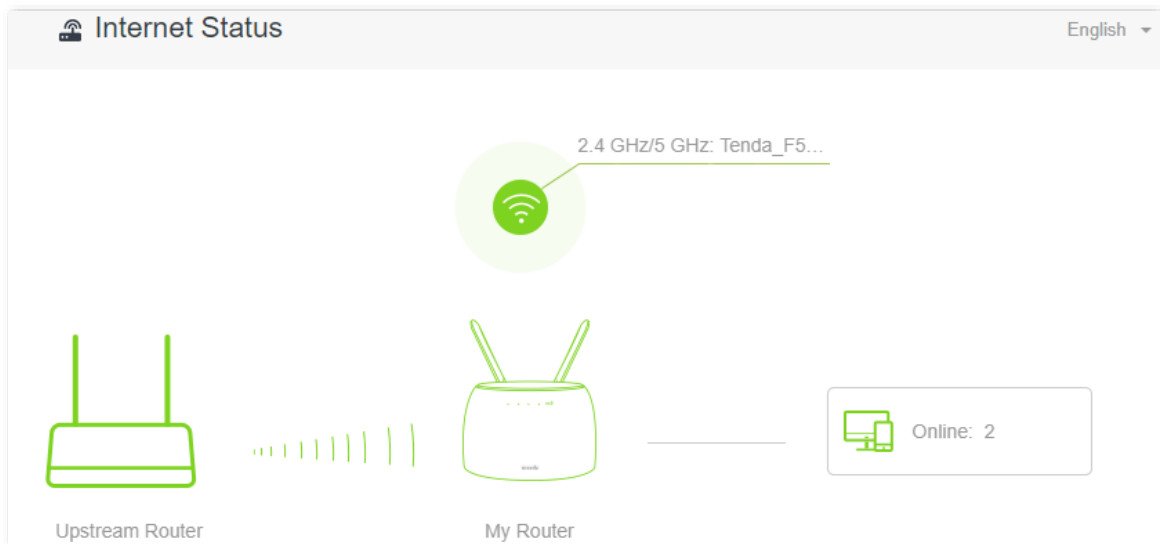 Internet Status
English
2.4 GHz/5 GHz: Tenda_F5...
Online: 2
Upstream Router
My Router